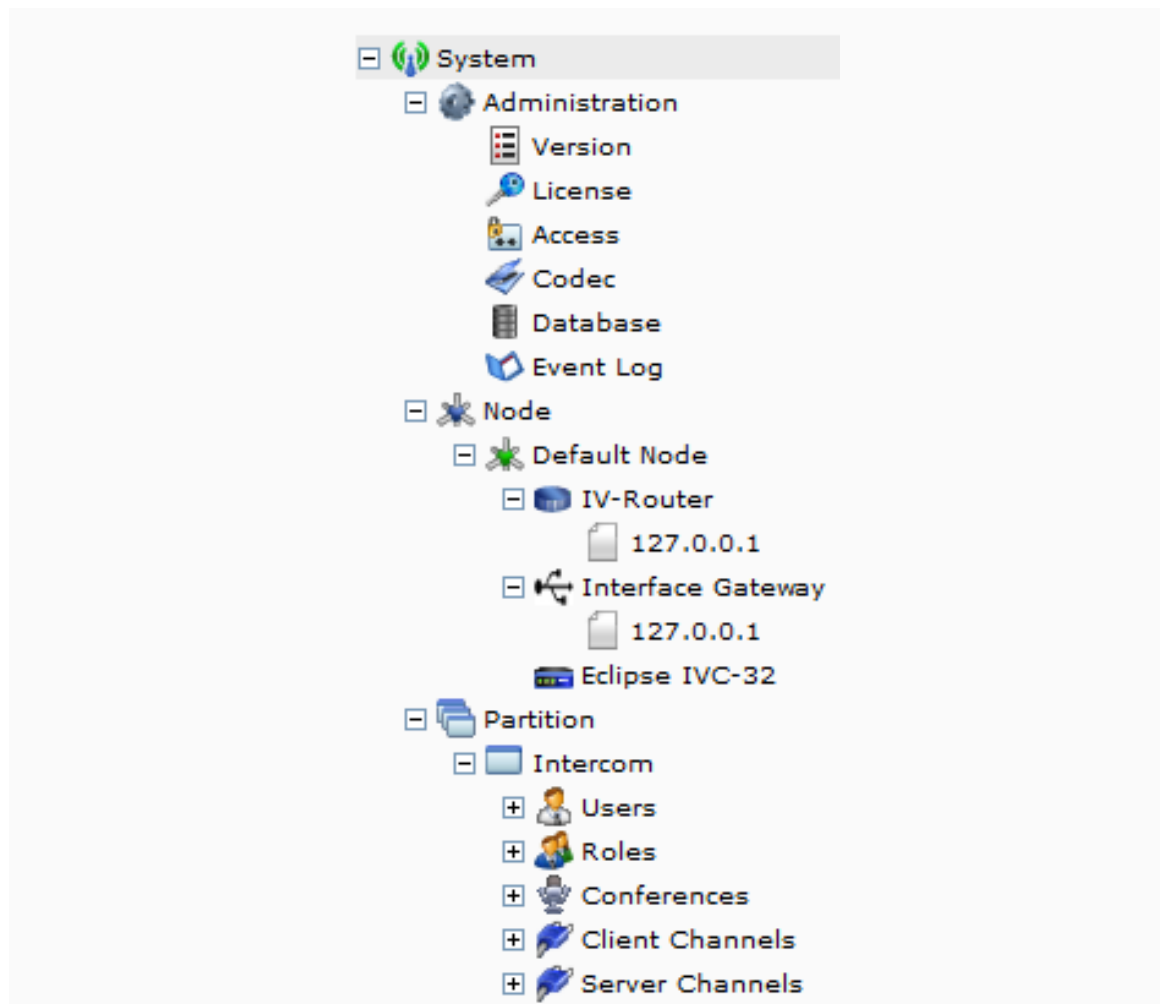 System
Administration
Version
License
Access
Codec
Database
Event Log
Node
Default Node
IV-Router
127.0.0.1
Interface Gateway
127.0.0.1
Eclipse IVC-32
Partition
Intercom
Users
Roles
Conferences
Client Channels
Server Channels